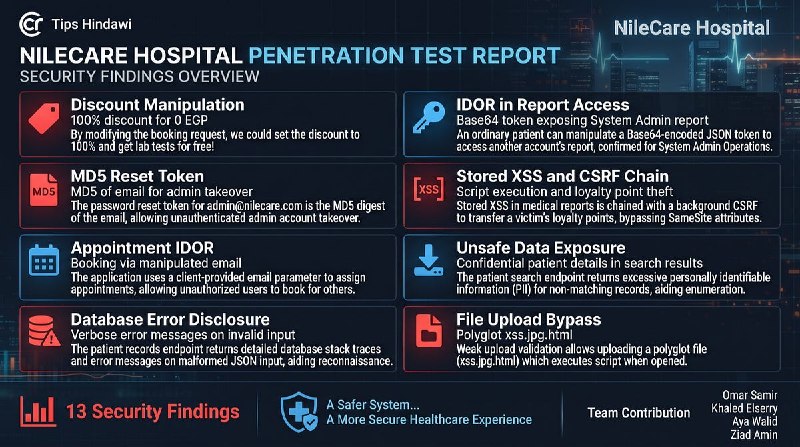 Tips Hindawi
NileCare Hospital
NILECARE HOSPITAL PENETRATION TEST REPORT
SECURITY FINDINGS OVERVIEW
Discount Manipulation
100% discount for 0 EGP
By modifying the booking request, we could set the discount to
100% and get lab tests for free!
IDOR in Report Access
Base64 token exposing System Admin report
An ordinary patient can manipulate a Base64-encoded JSON token to
access another account's report, confirmed for System Admin Operations.
MD5
MD5 Reset Token
MD5 of email for admin takeover
The password reset token for admin@nilecare.com is the MD5 digest
of the email, allowing unauthenticated admin account takeover.
[XSS]
Stored XSS and CSRF Chain
Script execution and loyalty point theft
Stored XSS in medical reports is chained with a background CSRF
to transfer a victim's loyalty points, bypassing SameSite attributes.
Appointment IDOR
Booking via manipulated email
The application uses a client-provided email parameter to assign
appointments, allowing unauthorized users to book for others.
Unsafe Data Exposure
Confidential patient details in search results
The patient search endpoint returns excessive personally identifiable
information (PII) for non-matching records, aiding enumeration.
Database Error Disclosure
Verbose error messages on invalid input
The patient records endpoint returns detailed database stack traces
and error messages on malformed JSON input, aiding reconnaissance.
File Upload Bypass
Polyglot xss.jpg.html
Weak upload validation allows uploading a polyglot file
(xss.jpg.html) which executes script when opened.
13 Security Findings
A Safer System...
A More Secure Healthcare Experience
Team Contribution
Omar Samir
Khaled Elserry
Aya Walid
Ziad Amin